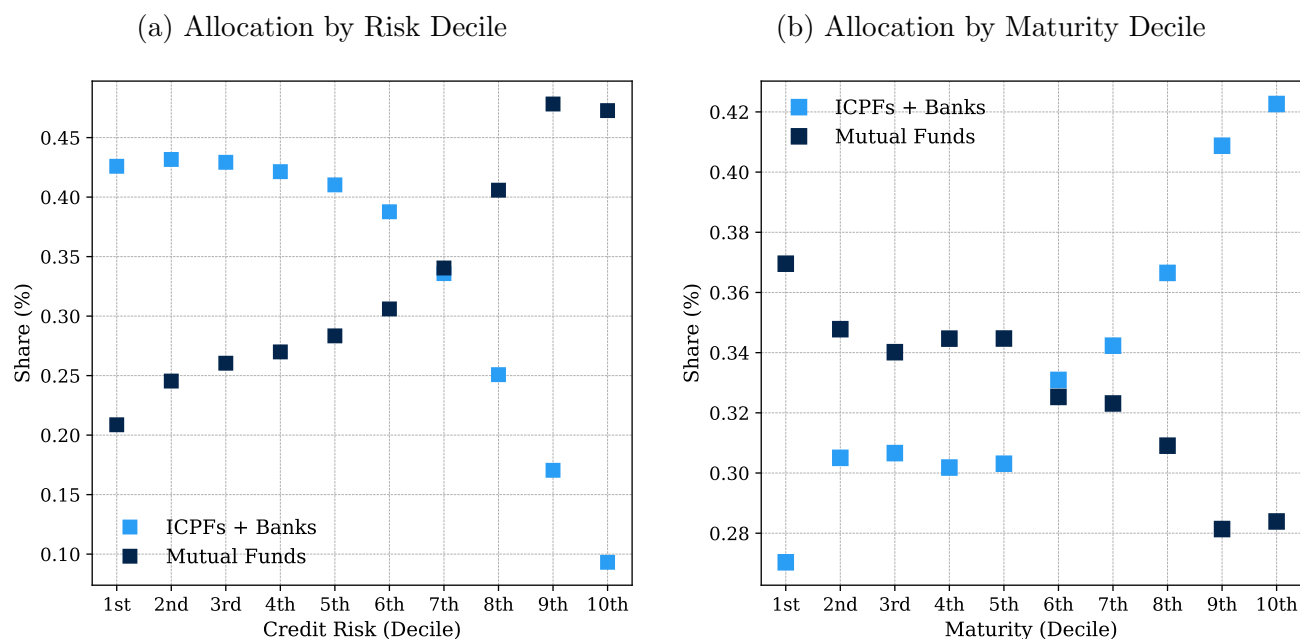 (a) Allocation by Risk Decile
0.45
0.40
0.35
0.30
0.25
0.20
0.15
0.10
Share (%)
ICPFs + Banks
Mutual Funds
1st 2nd 3rd 4th 5th 6th 7th 8th 9th 10th
Credit Risk (Decile)
(b) Allocation by Maturity Decile
0.42
0.40
0.38
0.36
0.34
0.32
0.30
0.28
Share (%)
ICPFs + Banks
Mutual Funds
1st 2nd 3rd 4th 5th 6th 7th 8th 9th 10th
Maturity (Decile)